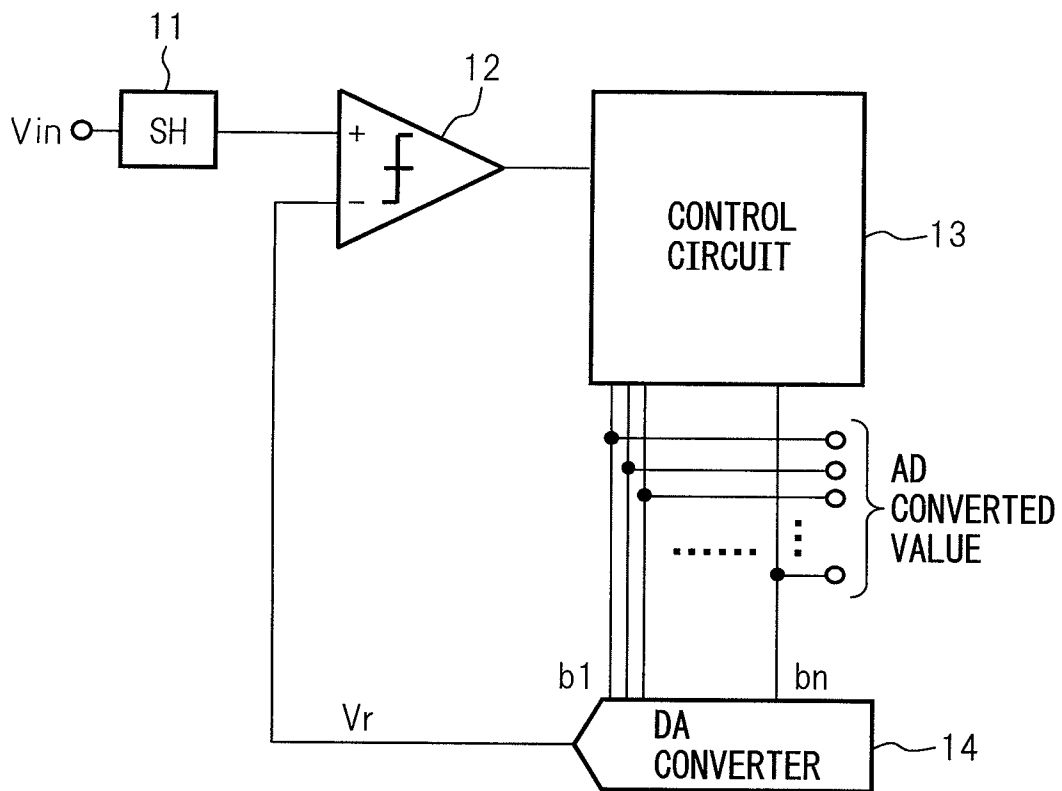 11
12
Vin
SH
+
−
CONTROL
CIRCUIT
13
AD
CONVERTED
VALUE
b1
bn
Vr
DA
CONVERTER
14